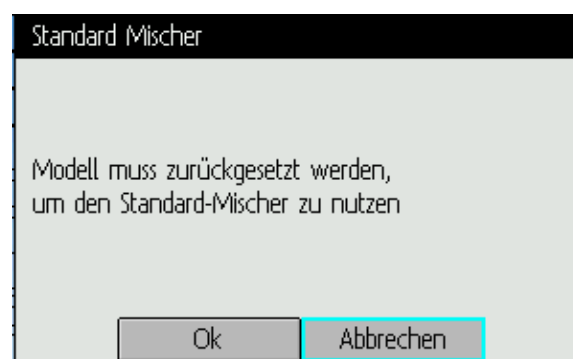 Standard Mischer
Modell muss zurückgesetzt werden,
um den Standard-Mischer zu nutzen
Ok
Abbrechen